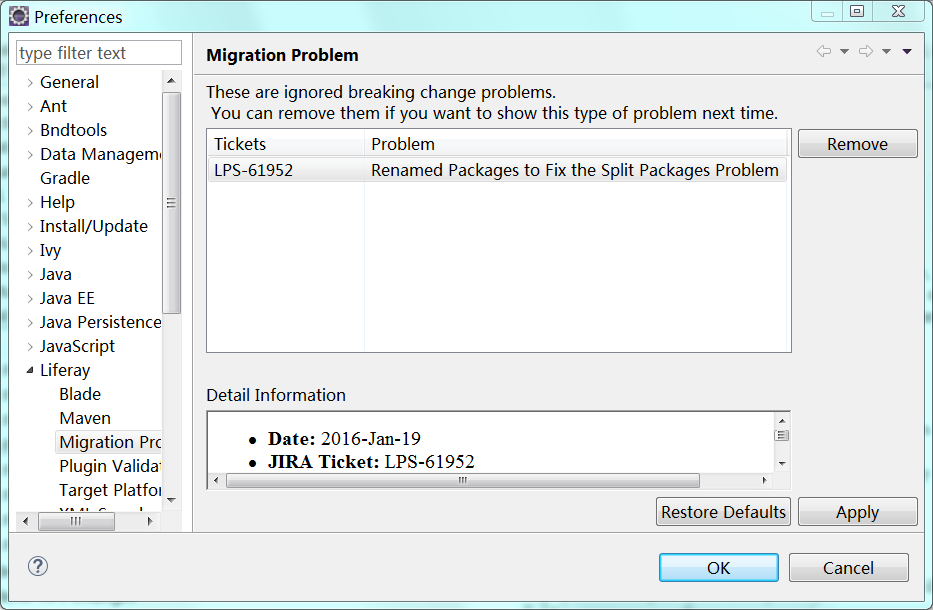 Preferences
type filter text
General
Ant
Bndtools
Data Managem
Gradle
Help
Install/Update
Ivy
Java
Java EE
Java Persistence
JavaScript
Liferay
Blade
Maven
Migration Pro
Plugin Validat
Target Platfor
Migration Problem
These are ignored breaking change problems.
You can remove them if you want to show this type of problem next time.
Tickets Problem
LPS-61952 Renamed Packages to Fix the Split Packages Problem
Remove
Detail Information
• Date: 2016-Jan-19
• JIRA Ticket: LPS-61952
Restore Defaults Apply
OK Cancel